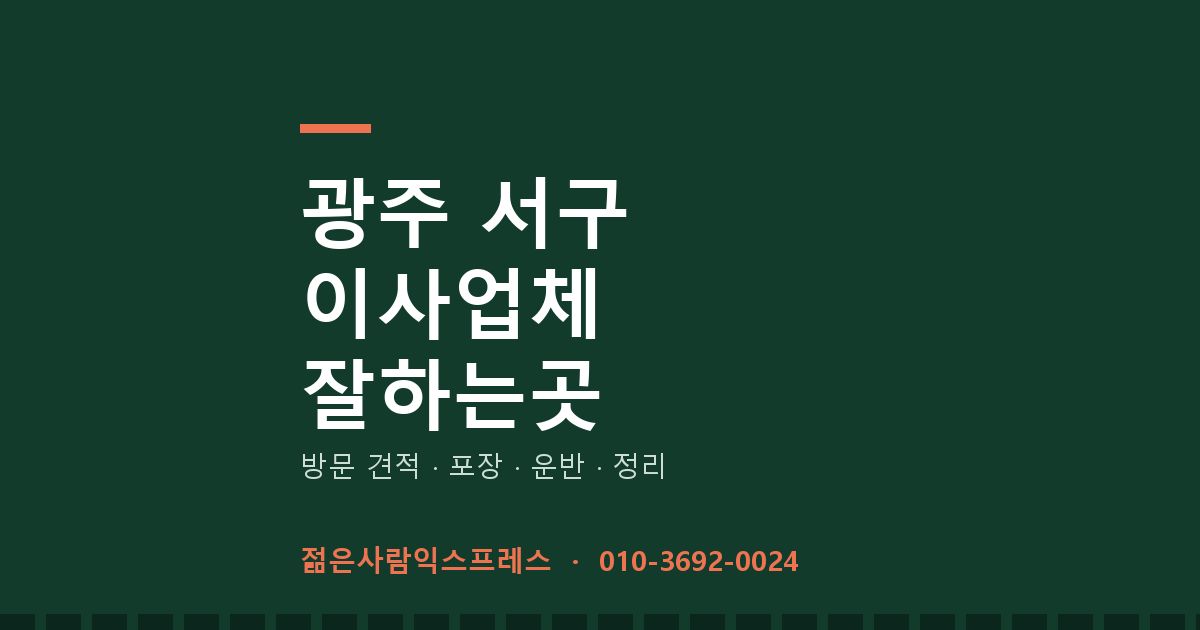 광주 서구
이사업체
잘하는곳
방문 견적 · 포장 · 운반 · 정리
젊은사람익스프레스 · 010-3692-0024